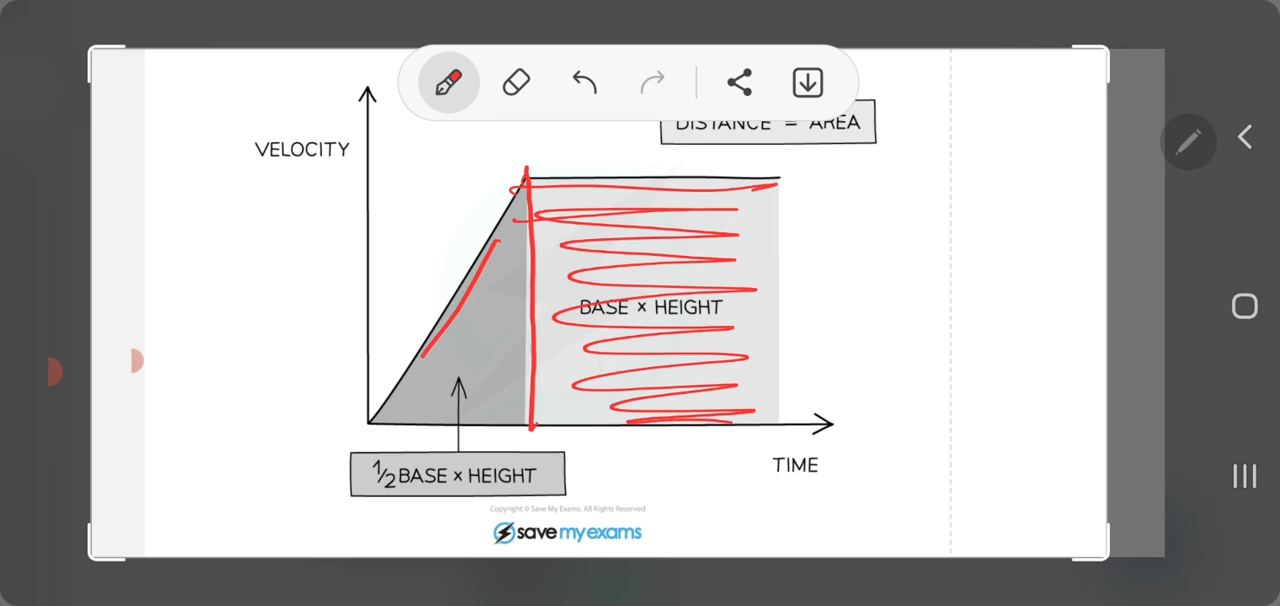 DISTANCE = AREA
VELOCITY
BASE x HEIGHT
TIME
1/2 BASE x HEIGHT
Copyright © Save My Exams. All Rights Reserved
save my exams